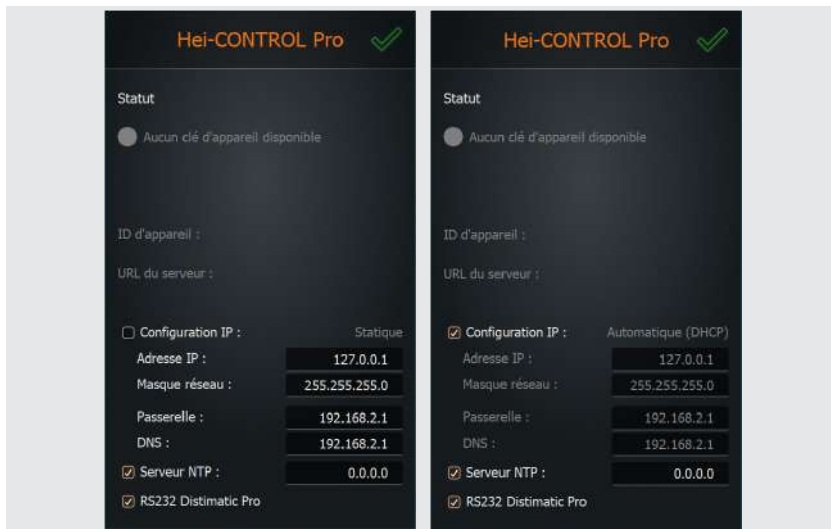 Hei-CONTROL Pro
Statut
Aucun clé d'appareil disponible
ID d'appareil :
URL du serveur :
Configuration IP : Statique
Adresse IP : 127.0.0.1
Masque réseau : 255.255.255.0
Passerelle : 192.168.2.1
DNS : 192.168.2.1
Serveur NTP : 0.0.0.0
RS232 Distimatic Pro
Hei-CONTROL Pro
Statut
Aucun clé d'appareil disponible
ID d'appareil :
URL du serveur :
Configuration IP : Automatique (DHCP)
Adresse IP : 127.0.0.1
Masque réseau : 255.255.255.0
Passerelle : 192.168.2.1
DNS : 192.168.2.1
Serveur NTP : 0.0.0.0
RS232 Distimatic Pro